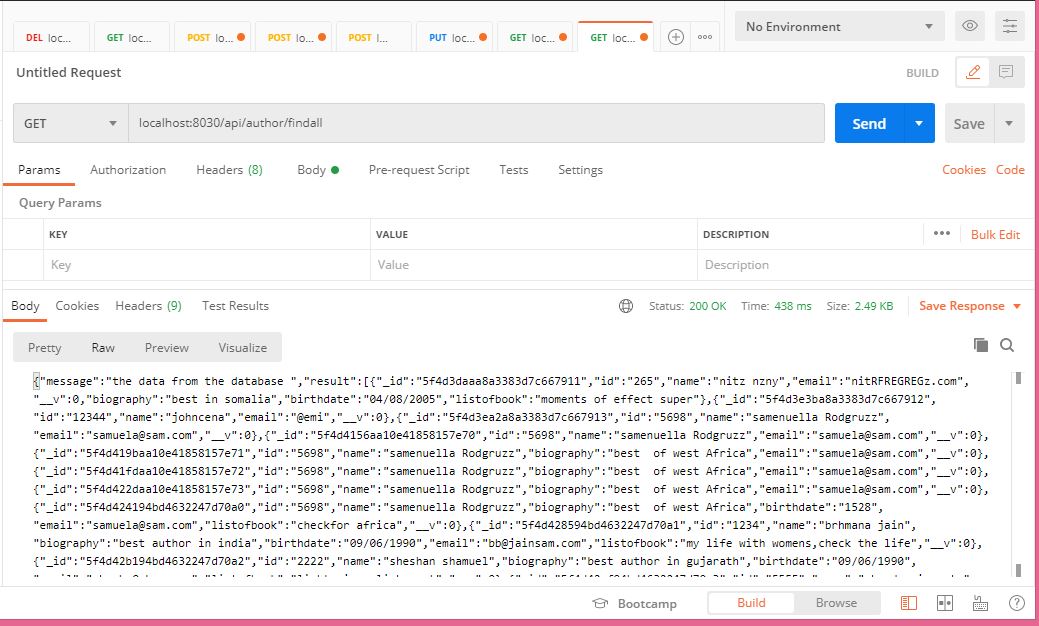 DEL loc... GET loc... POST lo... POST lo... POST l... PUT loc... GET loc... GET loc... No Environment
Untitled Request BUILD
GET localhost:8030/api/author/findall Send Save
Params Authorization Headers (8) Body Pre-request Script Tests Settings Cookies Code
Query Params
KEY VALUE DESCRIPTION ••• Bulk Edit
Key Value Description
Body Cookies Headers (9) Test Results Status: 200 OK Time: 438 ms Size: 2.49 KB Save Response
Pretty Raw Preview Visualize
{"message":"the data from the database ","result":[{"_id":"5f4d3daaa8a3383d7c667911","id":"265","name":"nitz nzny","email":"nitRFREGREGz.com",
"__v":0,"biography":"best in somalia","birthdate":"04/08/2005","listofbook":"moments of effect super"},{"_id":"5f4d3e3ba8a3383d7c667912",
"id":"12344","name":"johncena","email":"@emi","__v":0},{"_id":"5f4d3ea2a8a3383d7c667913","id":"5698","name":"samenuella Rodgruzz",
"email":"samuela@sam.com","__v":0},{"_id":"5f4d4156aa10e41858157e70","id":"5698","name":"samenuella Rodgruzz","email":"samuela@sam.com","__v":0},
{"_id":"5f4d419baa10e41858157e71","id":"5698","name":"samenuella Rodgruzz","biography":"best  of west Africa","email":"samuela@sam.com","__v":0},
{"_id":"5f4d41fdaa10e41858157e72","id":"5698","name":"samenuella Rodgruzz","biography":"best  of west Africa","email":"samuela@sam.com","__v":0},
{"_id":"5f4d422daa10e41858157e73","id":"5698","name":"samenuella Rodgruzz","biography":"best  of west Africa","email":"samuela@sam.com","__v":0},
{"_id":"5f4d424194bd4632247d70a0","id":"5698","name":"samenuella Rodgruzz","biography":"best  of west Africa","birthdate":"1528",
"email":"samuela@sam.com","listofbook":"checkfor africa","__v":0},{"_id":"5f4d428594bd4632247d70a1","id":"1234","name":"brhmana jain",
"biography":"best author in india","birthdate":"09/06/1990","email":"bb@jainsam.com","listofbook":"my life with womens,check the life","__v":0},
{"_id":"5f4d42b194bd4632247d70a2","id":"2222","name":"sheshan shamuel","biography":"best author in gujarath","birthdate":"09/06/1990",
Bootcamp Build Browse